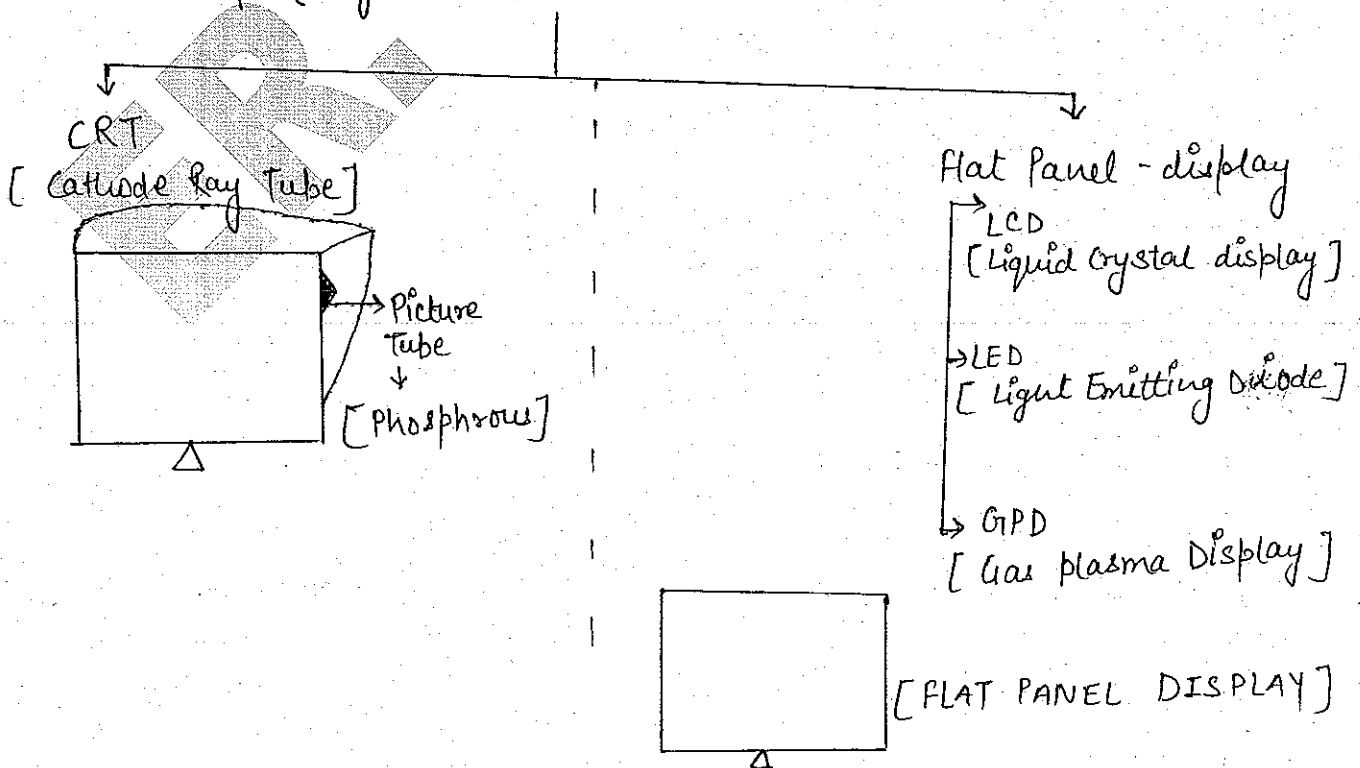 CRT
[ Cathode Ray Tube ]
Picture
Tube
[ Phosphrous ]
Flat Panel - display
LCD
[ Liquid Crystal display ]
LED
[ Light Emitting Diode ]
GPD
[ Gas plasma Display ]
[ FLAT PANEL DISPLAY ]